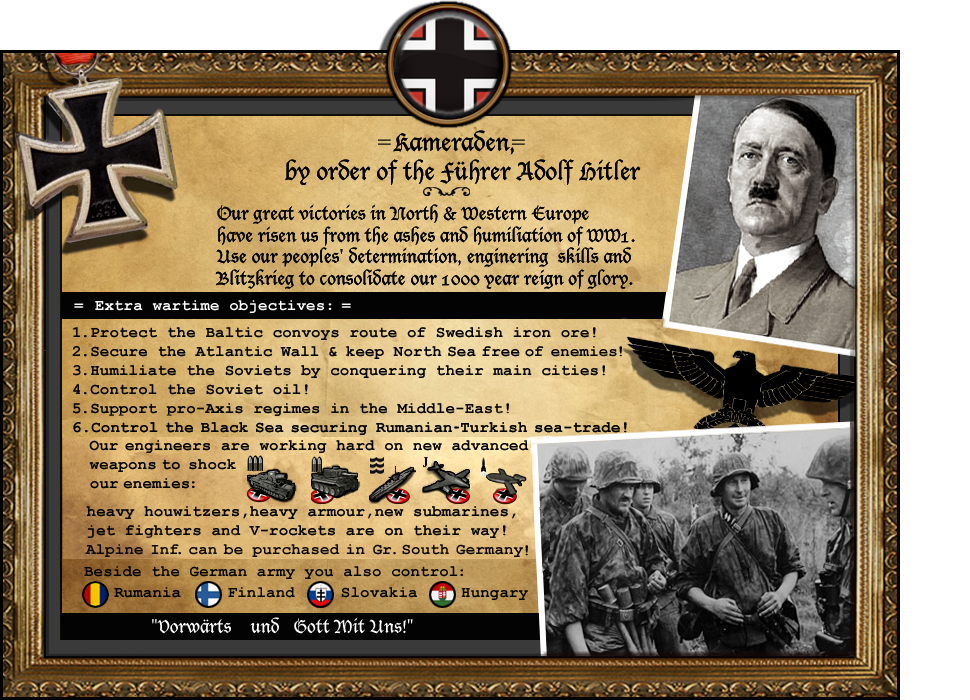 =Kameraden,=
by order of the Führer Adolf Hitler
Our great victories in North & Western Europe
have risen us from the ashes and humiliation of WW1.
Use our peoples' determination, enginering skills and
Blitzkrieg to consolidate our 1000 year reign of glory.
= Extra wartime objectives: =
1.Protect the Baltic convoys route of Swedish iron ore!
2.Secure the Atlantic Wall & keep North Sea free of enemies!
3.Humiliate the Soviets by conquering their main cities!
4.Control the Soviet oil!
5.Support pro-Axis regimes in the Middle-East!
6.Control the Black Sea securing Rumanian-Turkish sea-trade!
Our engineers are working hard on new advanced
weapons to shock
our enemies:
J
heavy houwitzers,heavy armour,new submarines,
jet fighters and V-rockets are on their way!
Alpine Inf. can be purchased in Gr. South Germany!
Beside the German army you also control:
Rumania Finland Slovakia Hungary
"Vorwärts und Gott Mit Uns!"